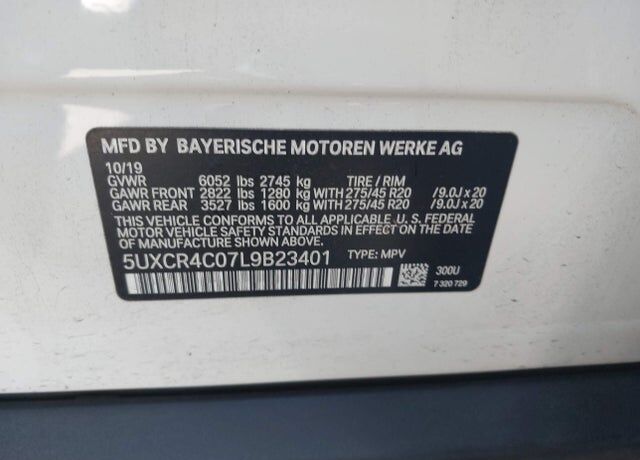 MFD BY BAYERISCHE MOTOREN WERKE AG
10/19
GVWR 6052 lbs 2745 kg TIRE / RIM
GAWR FRONT 2822 lbs 1280 kg WITH 275/45 R20 /9.0J x 20
GAWR REAR 3527 lbs 1600 kg WITH 275/45 R20 /9.0J x 20
THIS VEHICLE CONFORMS TO ALL APPLICABLE U. S. FEDERAL
MOTOR VEHICLE SAFETY STANDARDS IN EFFECT ON THE
DATE OF MANUFACTURE SHOWN ABOVE.
5UXCR4C07L9B23401 TYPE: MPV
300U
7 320 729